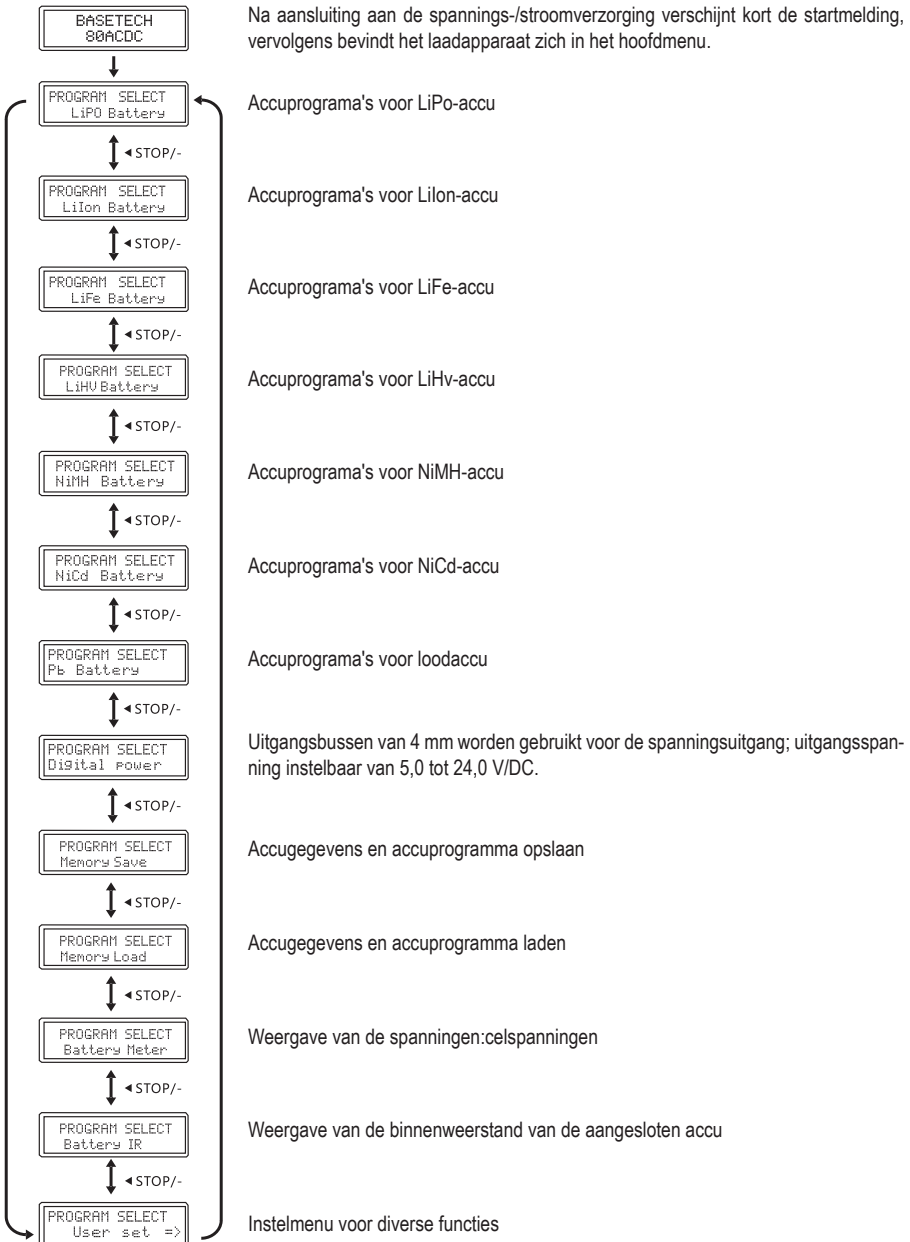 BASETECH
80ACDC
Na aansluiting aan de spannings-/stroomverzorging verschijnt kort de startmelding,
vervolgens bevindt het laadapparaat zich in het hoofdmenu.
PROGRAM SELECT
LiPO Battery
Accuprograma's voor LiPo-accu
STOP/-
PROGRAM SELECT
LiIon Battery
Accuprograma's voor LiIon-accu
STOP/-
PROGRAM SELECT
LiFe Battery
Accuprograma's voor LiFe-accu
STOP/-
PROGRAM SELECT
LiHV Battery
Accuprograma's voor LiHv-accu
STOP/-
PROGRAM SELECT
NiMH Battery
Accuprograma's voor NiMH-accu
STOP/-
PROGRAM SELECT
NiCd Battery
Accuprograma's voor NiCd-accu
STOP/-
PROGRAM SELECT
Pb Battery
Accuprograma's voor loodaccu
STOP/-
PROGRAM SELECT
Digital power
Uitgangsbussen van 4 mm worden gebruikt voor de spanningsuitgang; uitgangsspan-
ning instelbaar van 5,0 tot 24,0 V/DC.
STOP/-
PROGRAM SELECT
Memory Save
Accugegevens en accuprogramma opslaan
STOP/-
PROGRAM SELECT
Memory Load
Accugegevens en accuprogramma laden
STOP/-
PROGRAM SELECT
Battery Meter
Weergave van de spanningen:celspanningen
STOP/-
PROGRAM SELECT
Battery IR
Weergave van de binnenweerstand van de aangesloten accu
STOP/-
PROGRAM SELECT
User set =>
Instelmenu voor diverse functies